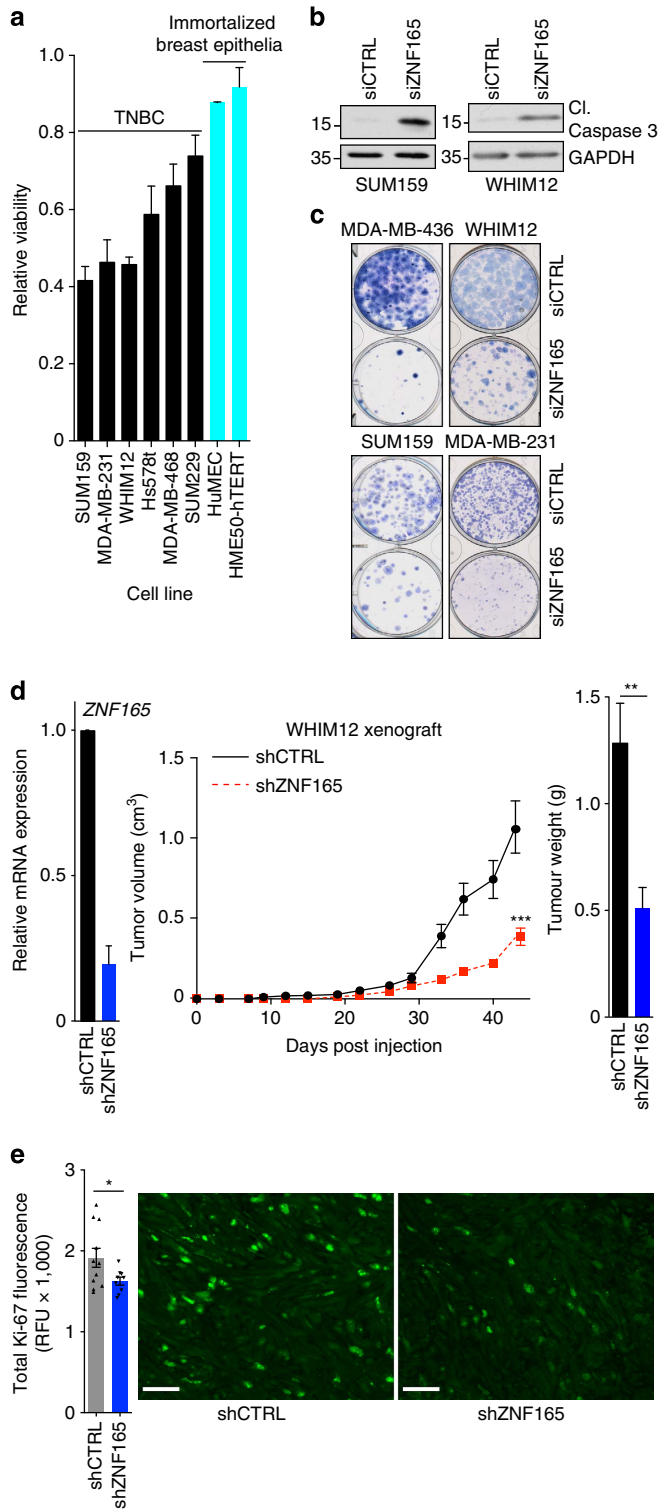 a
Immortalized
breast epithelia
TNBC
1.0
0.8
0.6
0.4
0.2
0
Relative viability
SUM159
MDA-MB-231
WHIM12
Hs578t
MDA-MB-468
SUM229
HuMEC
HME50-hTERT
Cell line
b
siCTRL
siZNF165
siCTRL
siZNF165
15
15
Cl.
Caspase 3
35
35
GAPDH
SUM159
WHIM12
c
MDA-MB-436
WHIM12
siCTRL
siZNF165
SUM159
MDA-MB-231
siCTRL
siZNF165
d
ZNF165
1.0
0.5
0
Relative mRNA expression
shCTRL
shZNF165
WHIM12 xenograft
shCTRL
shZNF165
1.5
1.0
0.5
0
Tumor volume (cm3)
***
0
10
20
30
40
Days post injection
**
1.5
1.0
0.5
0
Tumour weight (g)
shCTRL
shZNF165
e
*
3
2
1
0
Total Ki-67 fluorescence
(RFU × 1,000)
shCTRL
shZNF165
shCTRL
shZNF165